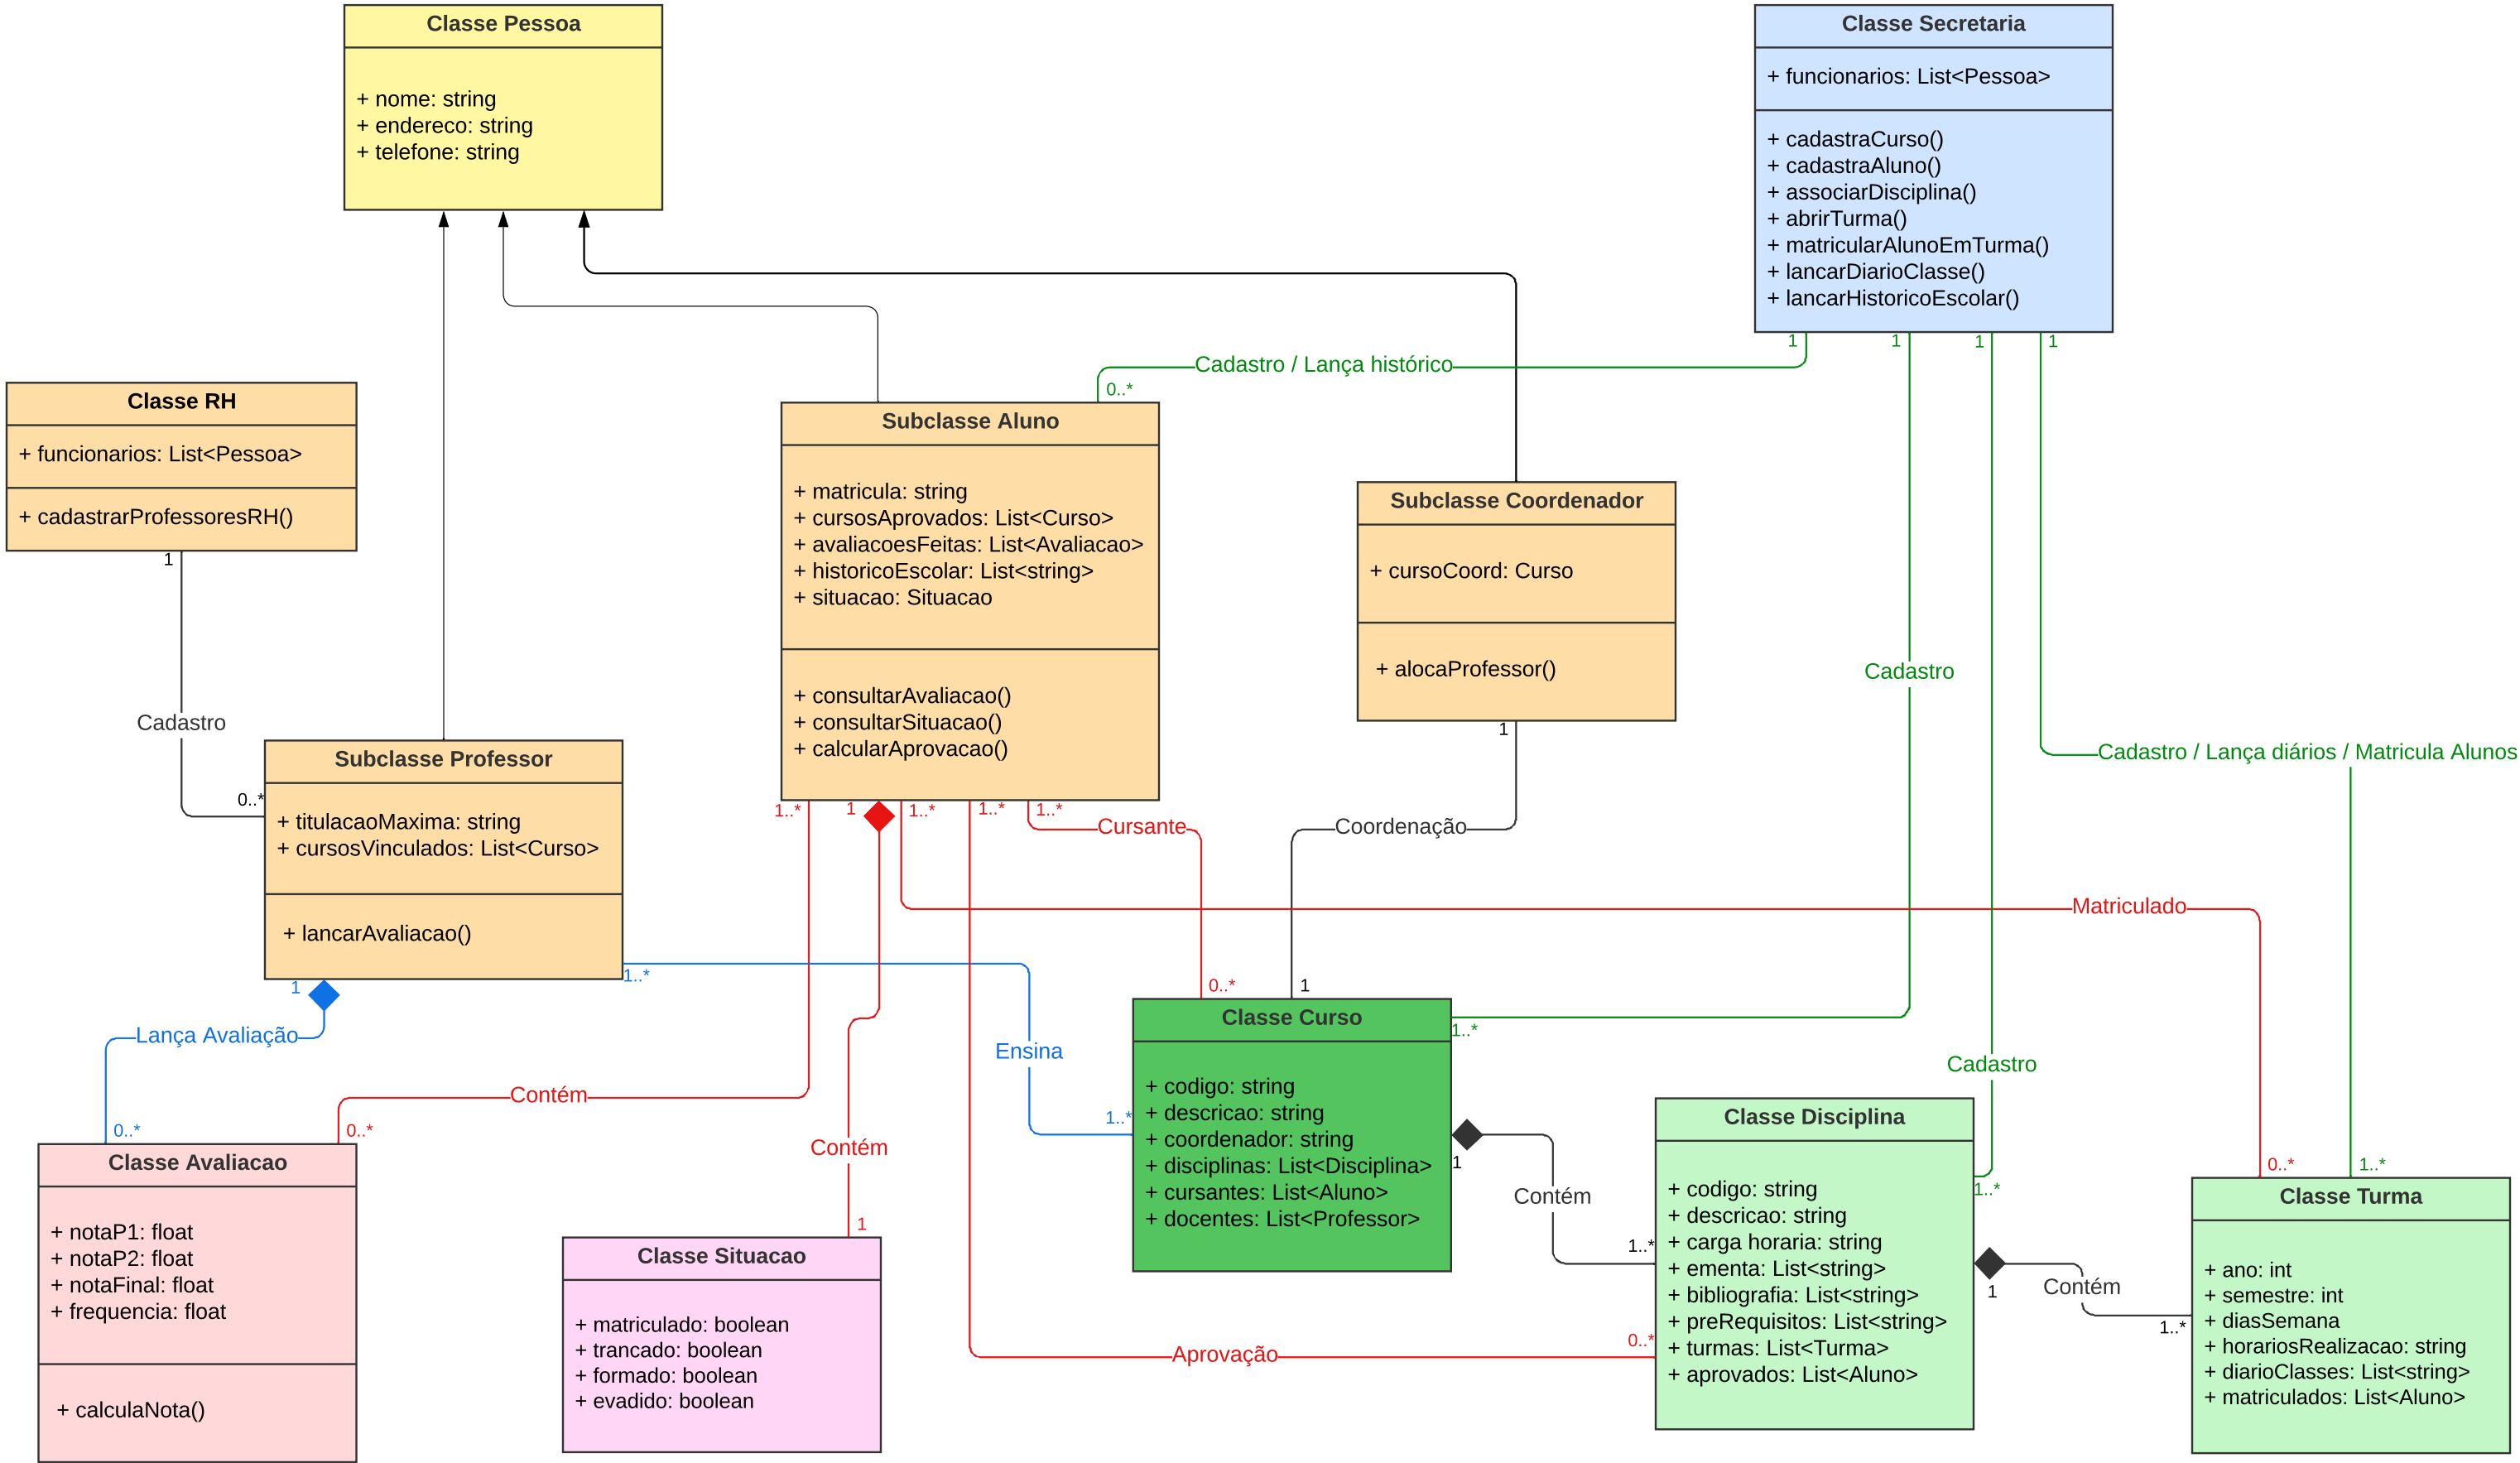 Classe Pessoa
+ nome: string
+ endereco: string
+ telefone: string
Classe Secretaria
+ funcionarios: List<Pessoa>
+ cadastraCurso()
+ cadastraAluno()
+ associarDisciplina()
+ abrirTurma()
+ matricularAlunoEmTurma()
+ lancarDiarioClasse()
+ lancarHistoricoEscolar()
1
1
1
1
Cadastro / Lança histórico
0..*
Classe RH
+ funcionarios: List<Pessoa>
+ cadastrarProfessoresRH()
1
Cadastro
0..*
Subclasse Aluno
+ matricula: string
+ cursosAprovados: List<Curso>
+ avaliacoesFeitas: List<Avaliacao>
+ historicoEscolar: List<string>
+ situacao: Situacao
+ consultarAvaliacao()
+ consultarSituacao()
+ calcularAprovacao()
1..*
1
1..*
1..*
1..*
Subclasse Coordenador
+ cursoCoord: Curso
+ alocaProfessor()
1
Cadastro
Cadastro / Lança diários / Matricula Alunos
Subclasse Professor
+ titulacaoMaxima: string
+ cursosVinculados: List<Curso>
+ lancarAvaliacao()
1
1..*
Cursante
Coordenação
Matriculado
0..*
1
Lança Avaliação
Ensina
Contém
0..*
0..*
1..*
Contém
1
Classe Curso
+ codigo: string
+ descricao: string
+ coordenador: string
+ disciplinas: List<Disciplina>
+ cursantes: List<Aluno>
+ docentes: List<Professor>
1..*
1
Contém
1..*
Cadastro
1..*
Classe Disciplina
+ codigo: string
+ descricao: string
+ carga horaria: string
+ ementa: List<string>
+ bibliografia: List<string>
+ preRequisitos: List<string>
+ turmas: List<Turma>
+ aprovados: List<Aluno>
0..*
Aprovação
1
Contém
1..*
0..*
1..*
Classe Turma
+ ano: int
+ semestre: int
+ diasSemana
+ horariosRealizacao: string
+ diarioClasses: List<string>
+ matriculados: List<Aluno>
Classe Avaliacao
+ notaP1: float
+ notaP2: float
+ notaFinal: float
+ frequencia: float
+ calculaNota()
Classe Situacao
+ matriculado: boolean
+ trancado: boolean
+ formado: boolean
+ evadido: boolean